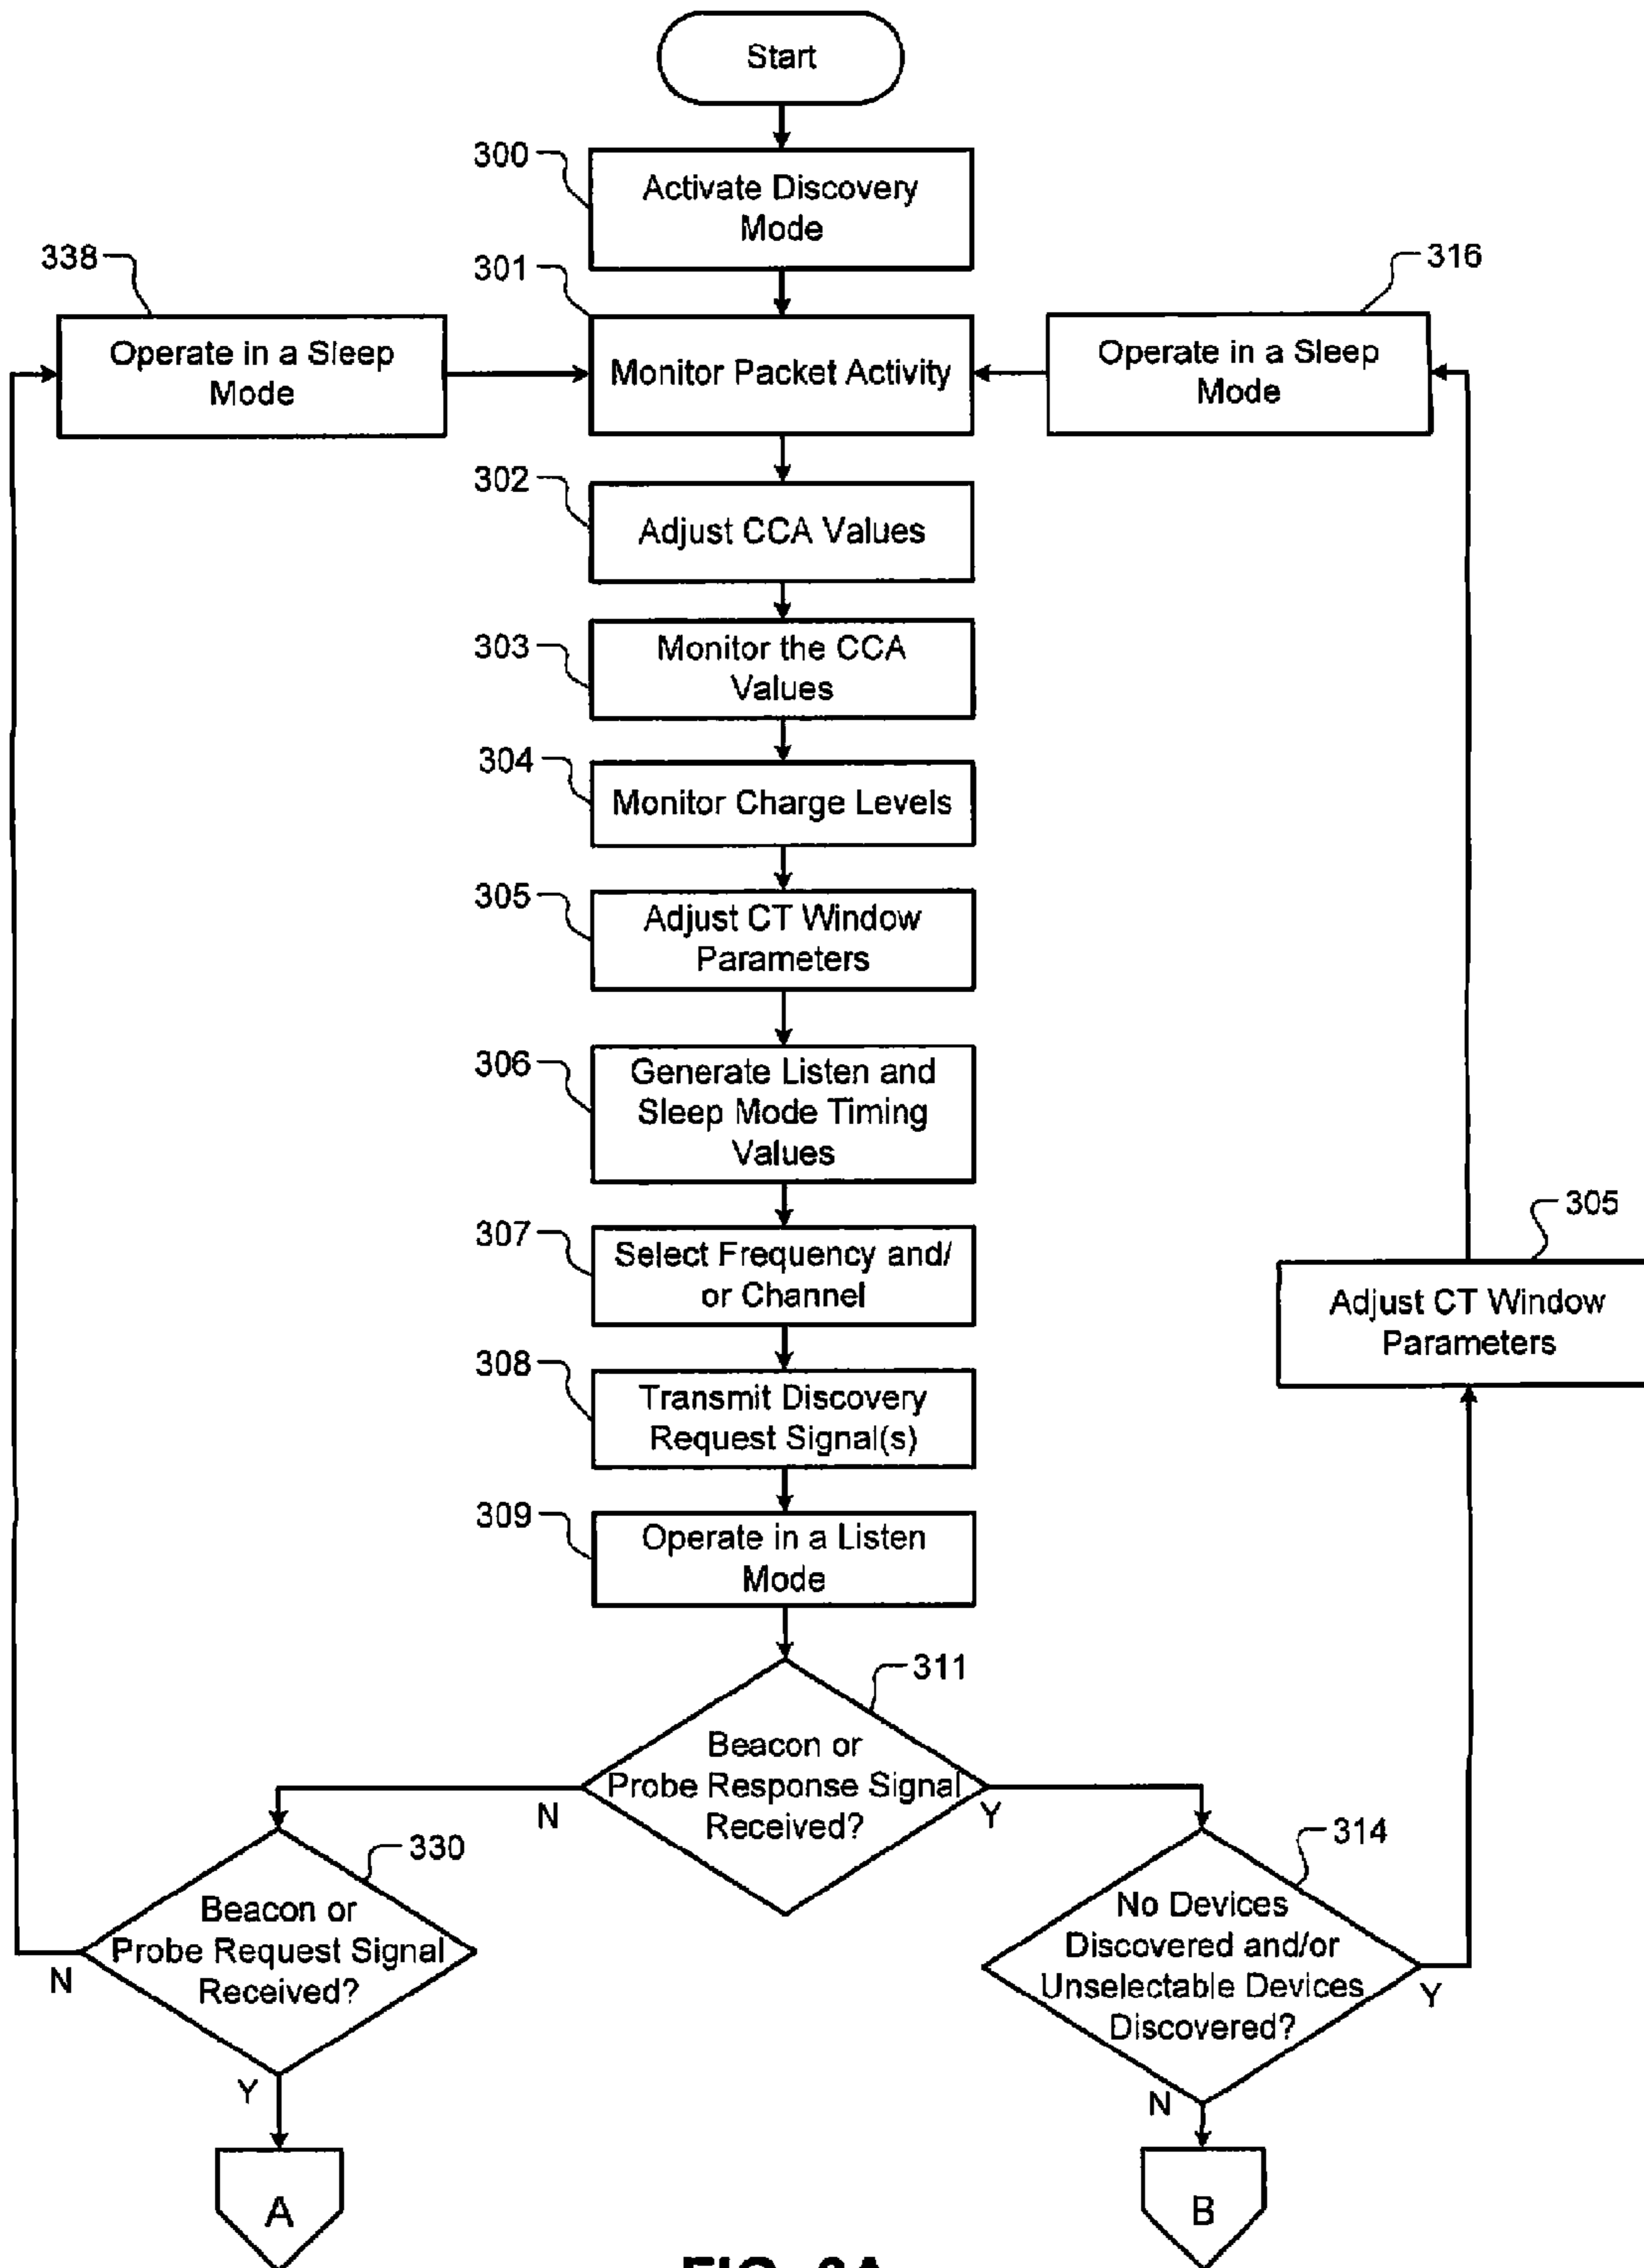 Start
300
Activate Discovery
Mode
338
301
316
Operate in a Sleep
Mode
Monitor Packet Activity
Operate in a Sleep
Mode
302
Adjust CCA Values
303
Monitor the CCA
Values
304
Monitor Charge Levels
305
Adjust CT Window
Parameters
306
Generate Listen and
Sleep Mode Timing
Values
305
Adjust CT Window
Parameters
307
Select Frequency and/
or Channel
308
Transmit Discovery
Request Signal(s)
309
Operate in a Listen
Mode
311
Beacon or
Probe Response Signal
Received?
N
Y
330
Beacon or
Probe Request Signal
Received?
N
Y
314
No Devices
Discovered and/or
Unselectable Devices
Discovered?
Y
N
A
B